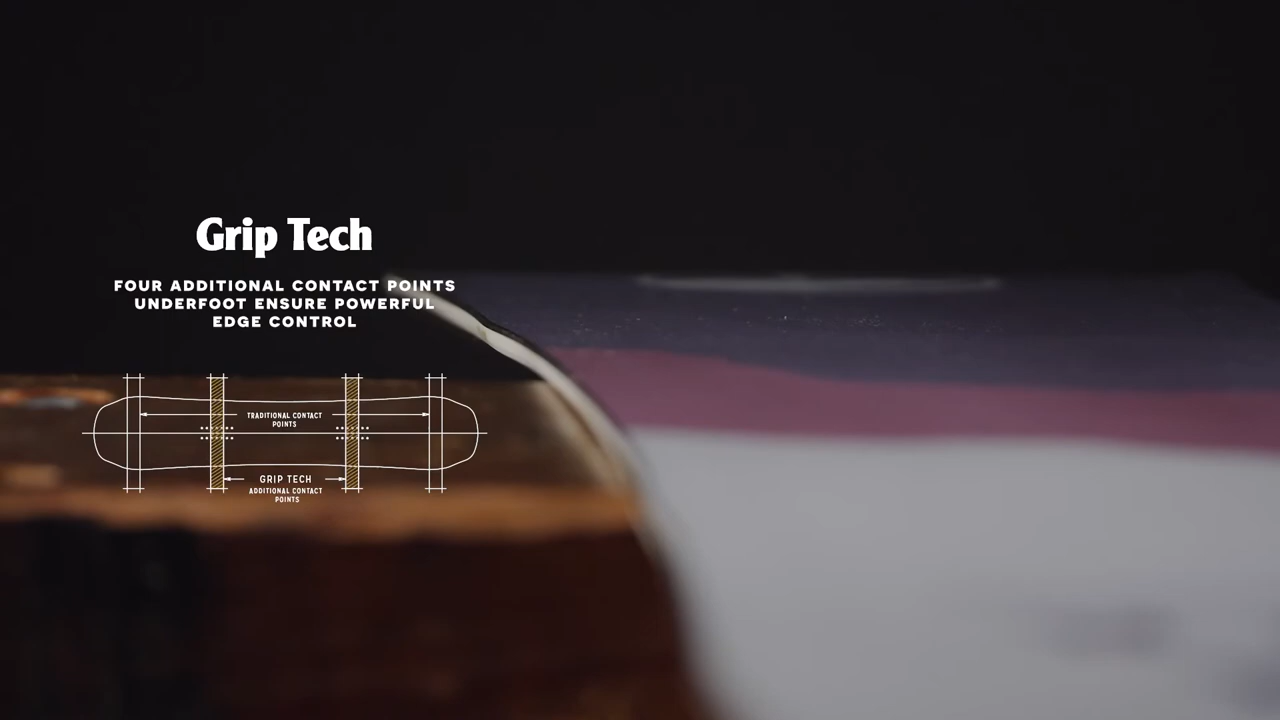 Grip Tech
FOUR ADDITIONAL CONTACT POINTS
UNDERFOOT ENSURE POWERFUL
EDGE CONTROL
TRADITIONAL CONTACT
POINTS
GRIP TECH
ADDITIONAL CONTACT
POINTS